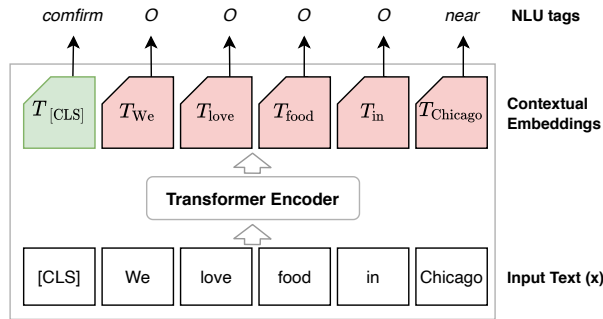 comfirm O O O O near NLU tags
T[CLS] TWe Tlove Tfood Tin TChicago Contextual
Embeddings
Transformer Encoder
[CLS] We love food in Chicago Input Text (x)